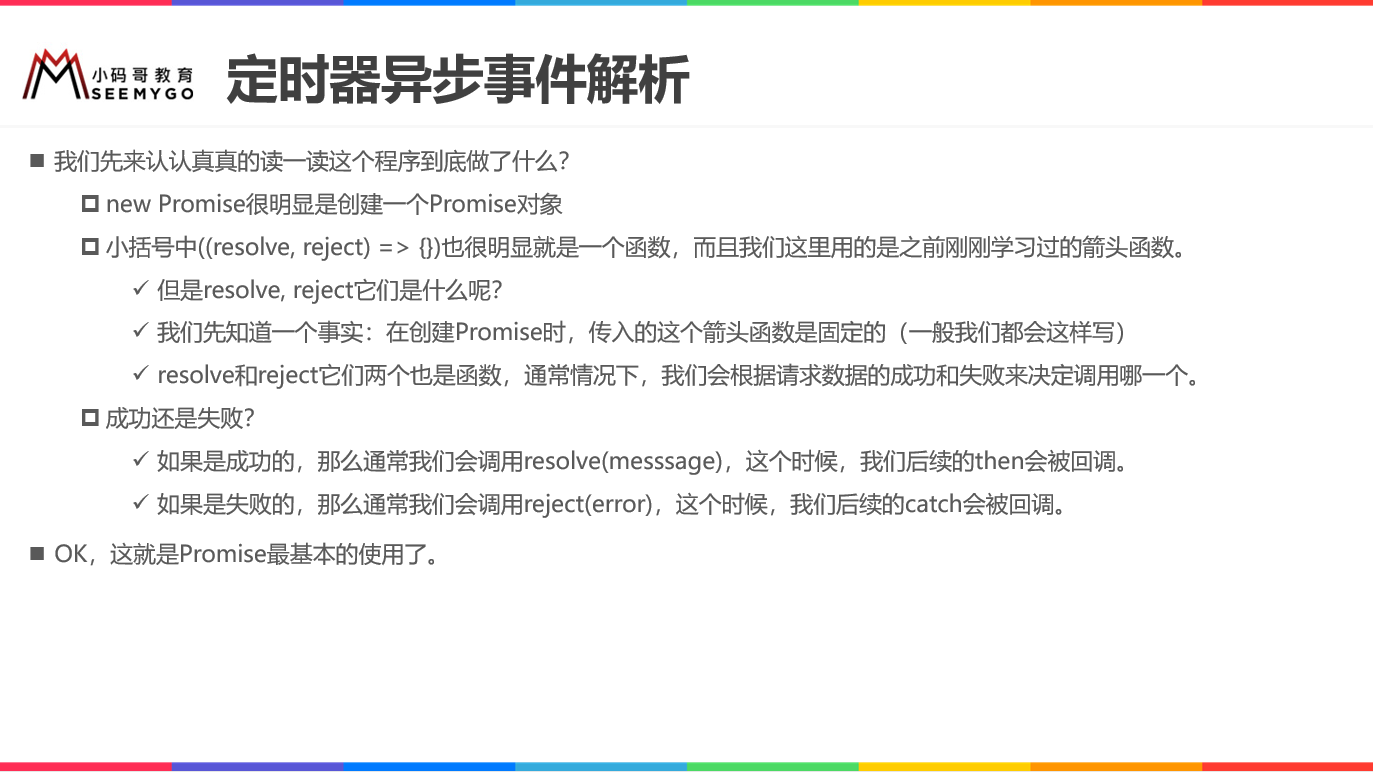 小码哥教育
SEEMYGO
定时器异步事件解析
我们先来认认真真的读一读这个程序到底做了什么？
new Promise很明显是创建一个Promise对象
小括号中((resolve, reject) => {})也很明显就是一个函数，而且我们这里用的是之前刚刚学习过的箭头函数。
但是resolve, reject它们是什么呢？
我们先知道一个事实：在创建Promise时，传入的这个箭头函数是固定的（一般我们都会这样写）
resolve和reject它们两个也是函数，通常情况下，我们会根据请求数据的成功和失败来决定调用哪一个。
成功还是失败？
如果是成功的，那么通常我们会调用resolve(messsage)，这个时候，我们后续的then会被回调。
如果是失败的，那么通常我们会调用reject(error)，这个时候，我们后续的catch会被回调。
OK，这就是Promise最基本的使用了。